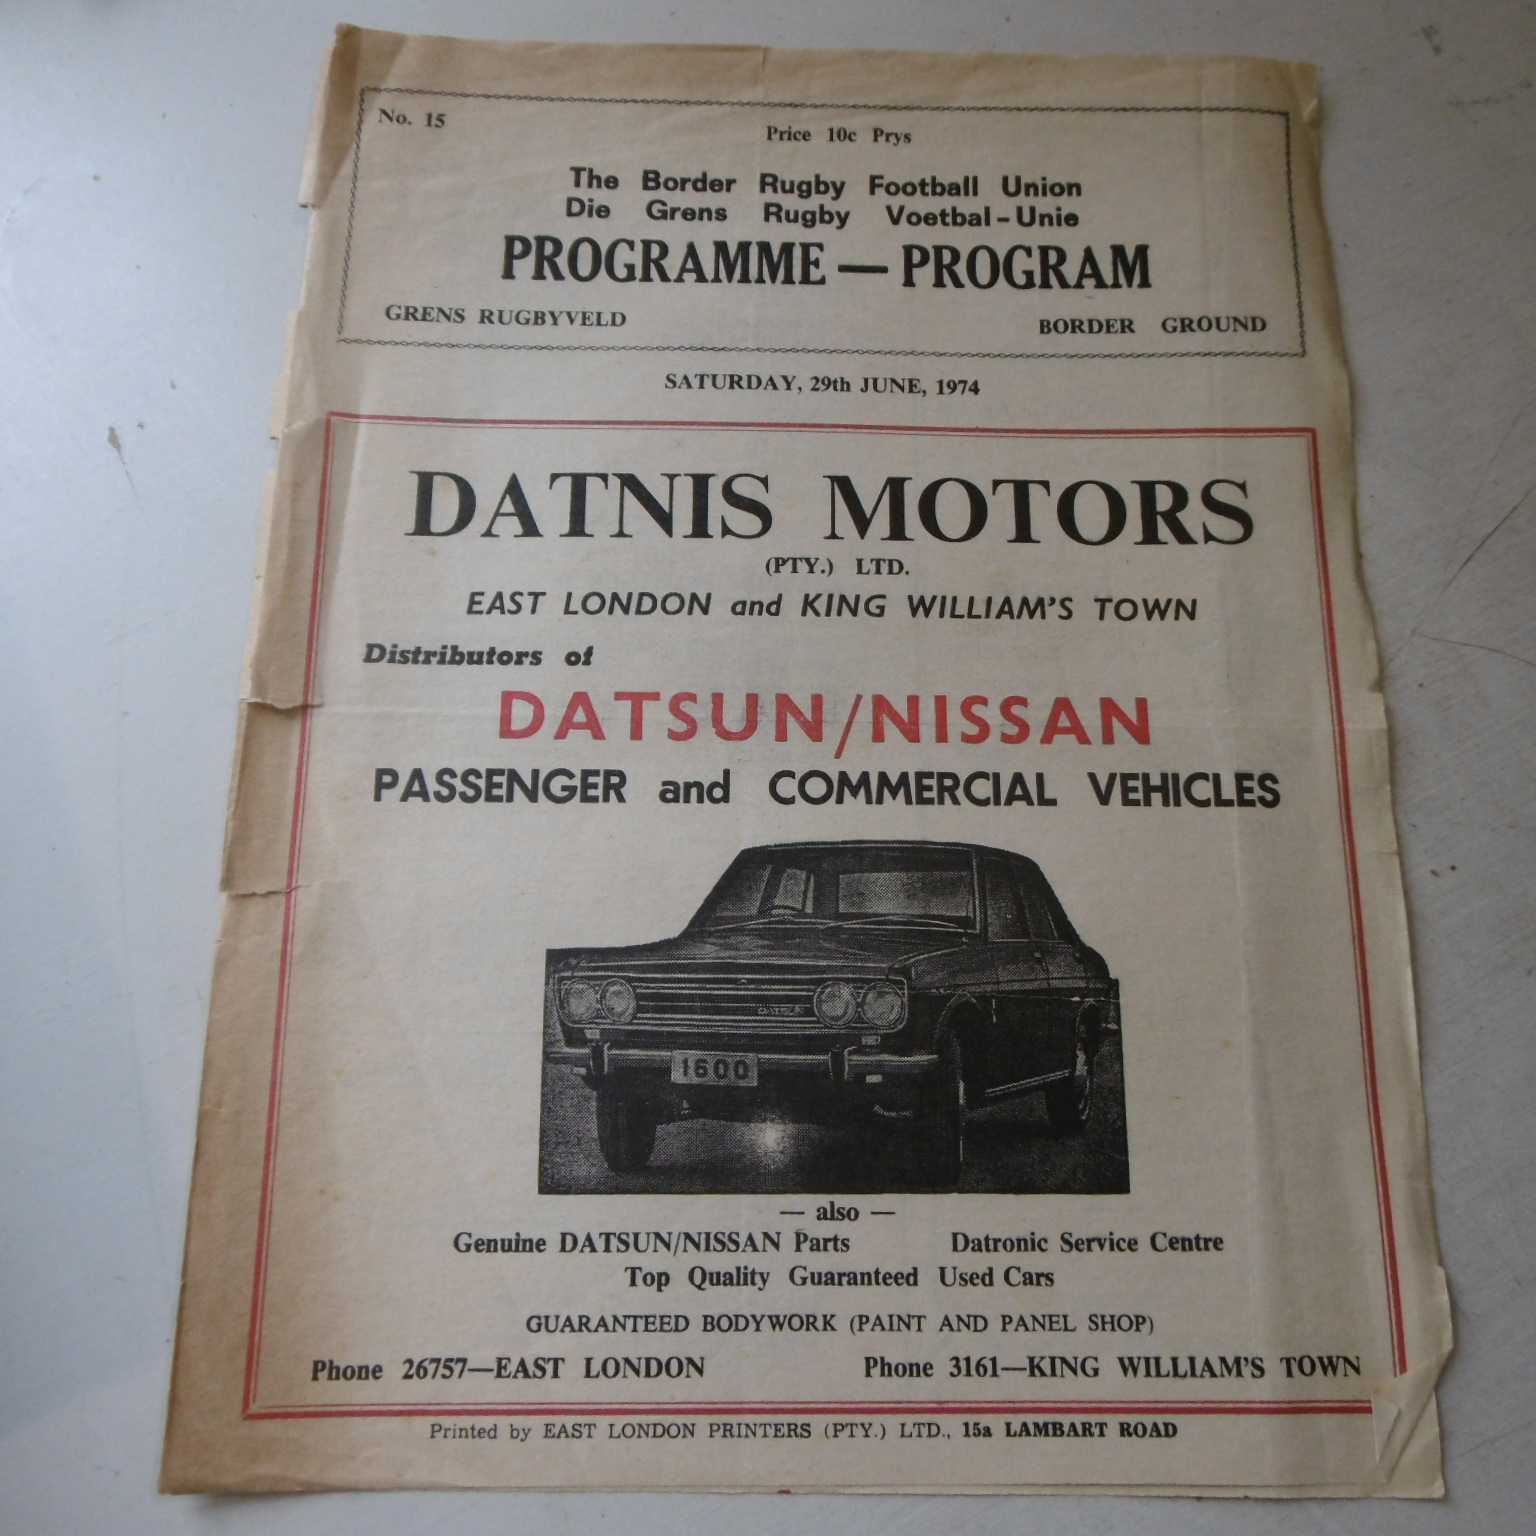 No. 15
Price 10c Prys
The Border Rugby Football Union
Die Grens Rugby Voetbal-Unie
PROGRAMME — PROGRAM
GRENS RUGBYVELD BORDER GROUND
SATURDAY, 29th JUNE, 1974
DATNIS MOTORS
(PTY.) LTD.
EAST LONDON and KING WILLIAM'S TOWN
Distributors of
DATSUN/NISSAN
PASSENGER and COMMERCIAL VEHICLES
DATSUN
1600
— also —
Genuine DATSUN/NISSAN Parts Datronic Service Centre
Top Quality Guaranteed Used Cars
GUARANTEED BODYWORK (PAINT AND PANEL SHOP)
Phone 26757—EAST LONDON Phone 3161—KING WILLIAM'S TOWN
Printed by EAST LONDON PRINTERS (PTY.) LTD., 15a LAMBART ROAD